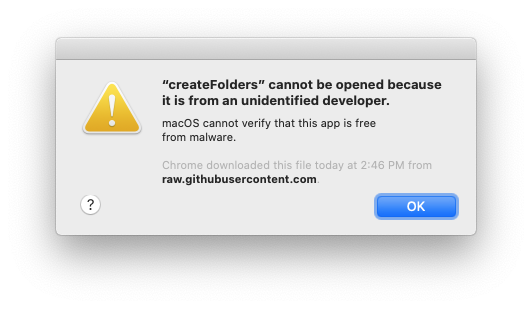 “createFolders” cannot be opened because
it is from an unidentified developer.
macOS cannot verify that this app is free
from malware.
Chrome downloaded this file today at 2:46 PM from
raw.githubusercontent.com.
?
OK